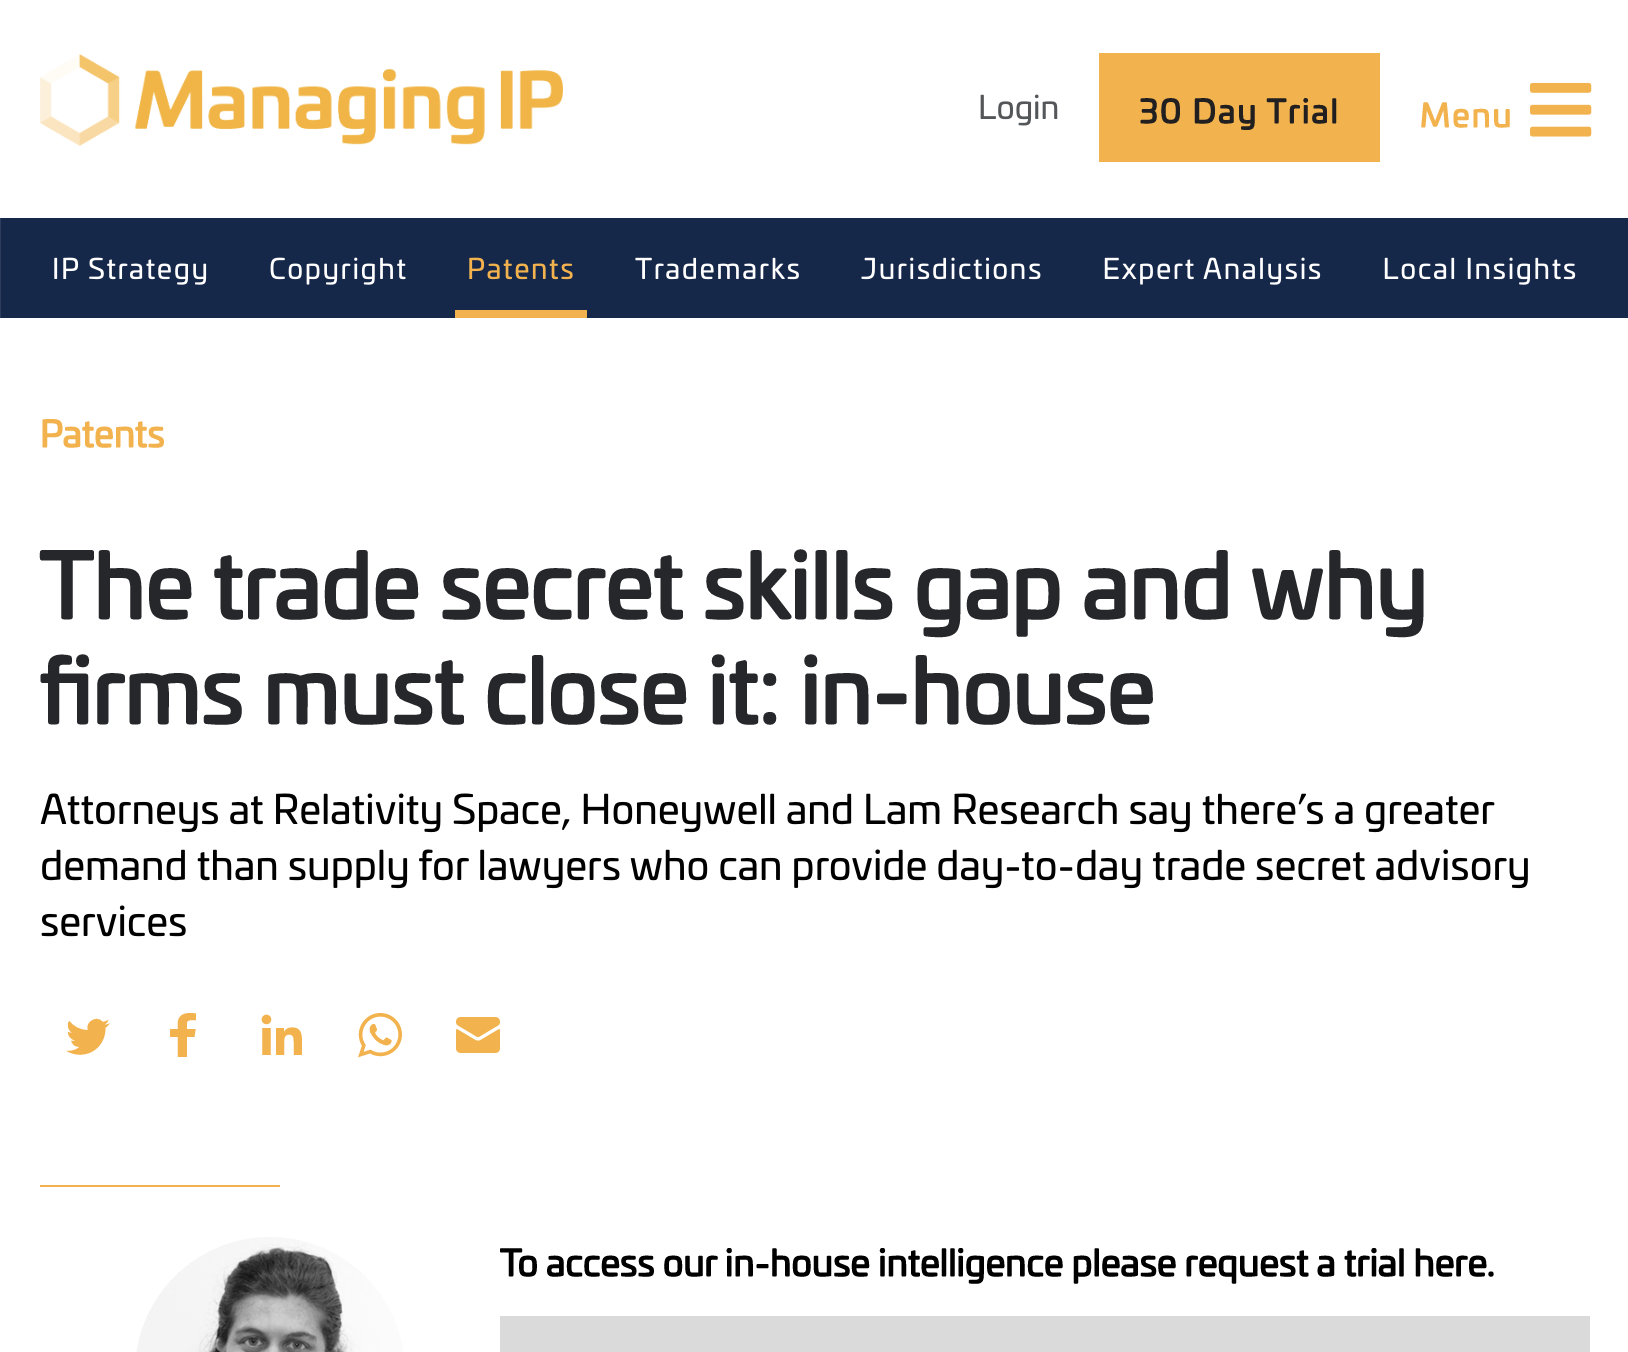 Managing IP
Login
30 Day Trial
Menu
IP Strategy
Copyright
Patents
Trademarks
Jurisdictions
Expert Analysis
Local Insights
Patents
The trade secret skills gap and why
firms must close it: in-house
Attorneys at Relativity Space, Honeywell and Lam Research say there’s a greater
demand than supply for lawyers who can provide day-to-day trade secret advisory
services
To access our in-house intelligence please request a trial here.